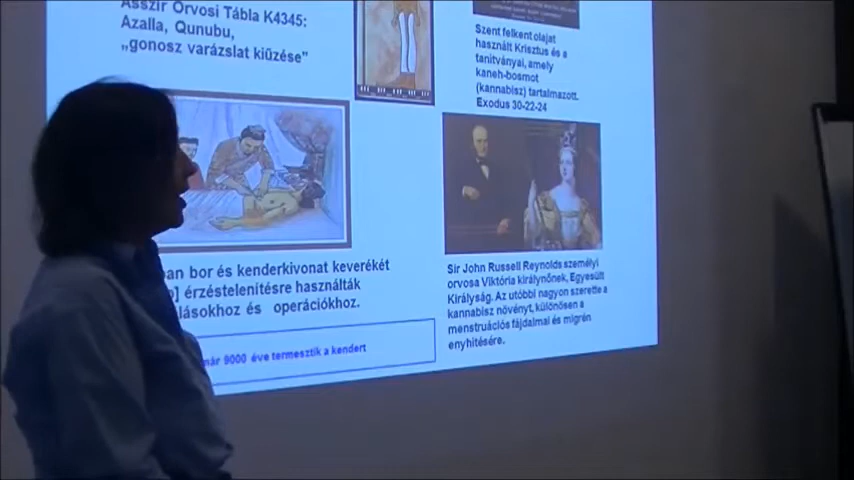 Asszír Orvosi Tábla K4345:
Azalla, Qunubu,
„gonosz varázslat kiűzése”
Szent felkent olajat
használt Krisztus és a
tanítványai, amely
kaneh-bosmot
(kannabisz) tartalmazott.
Exodus 30-22-24
ban bor és kenderkivonat keverékét
érzéstelenítésre használták
lásokhoz és operációkhoz.
már 9000 éve termesztik a kendert
Sir John Russell Reynolds személyi
orvosa Viktória királynőnek, Egyesült
Királyság. Az utóbbi nagyon szerette a
kannabisz növényt, különösen a
menstruációs fájdalmai és migrén
enyhítésére.